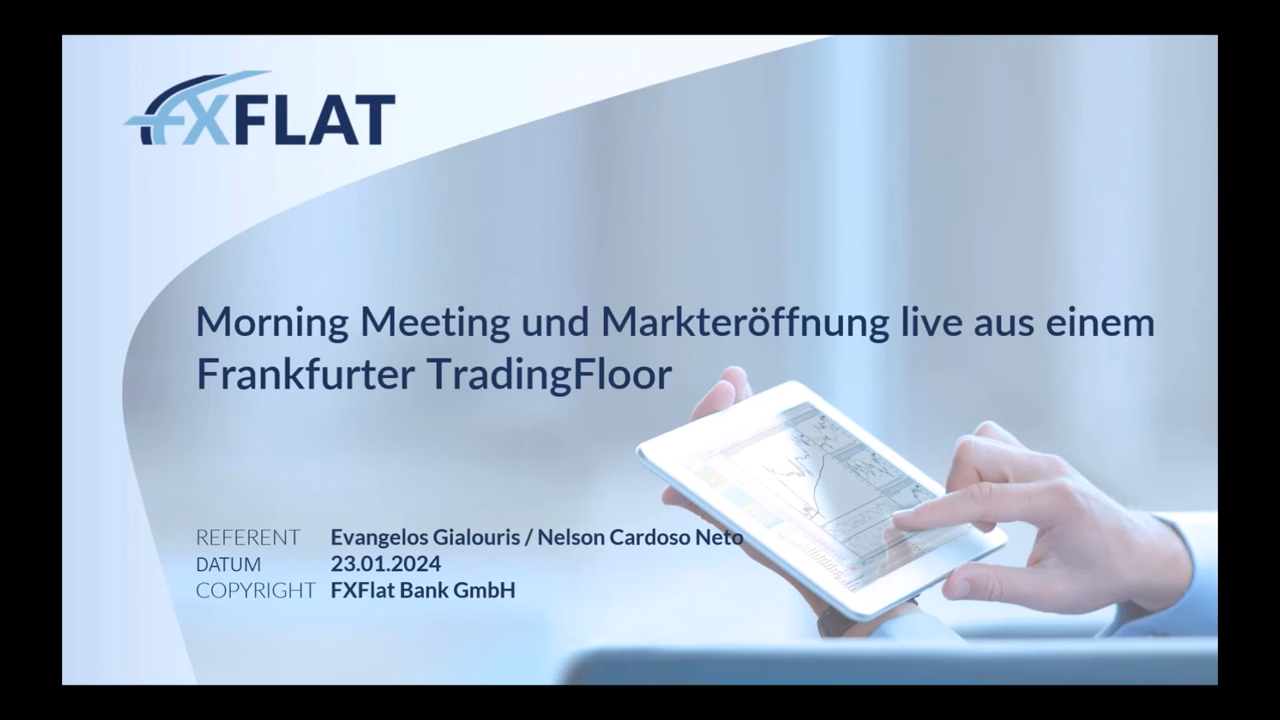 FXFLAT
Morning Meeting und Markteröffnung live aus einem
Frankfurter TradingFloor
REFERENT Evangelos Gialouris / Nelson Cardoso Neto
DATUM 23.01.2024
COPYRIGHT FXFlat Bank GmbH